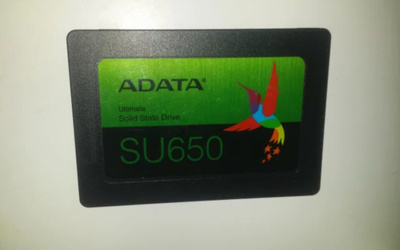 ADATA
Ultimate
Solid State Drive
SU650